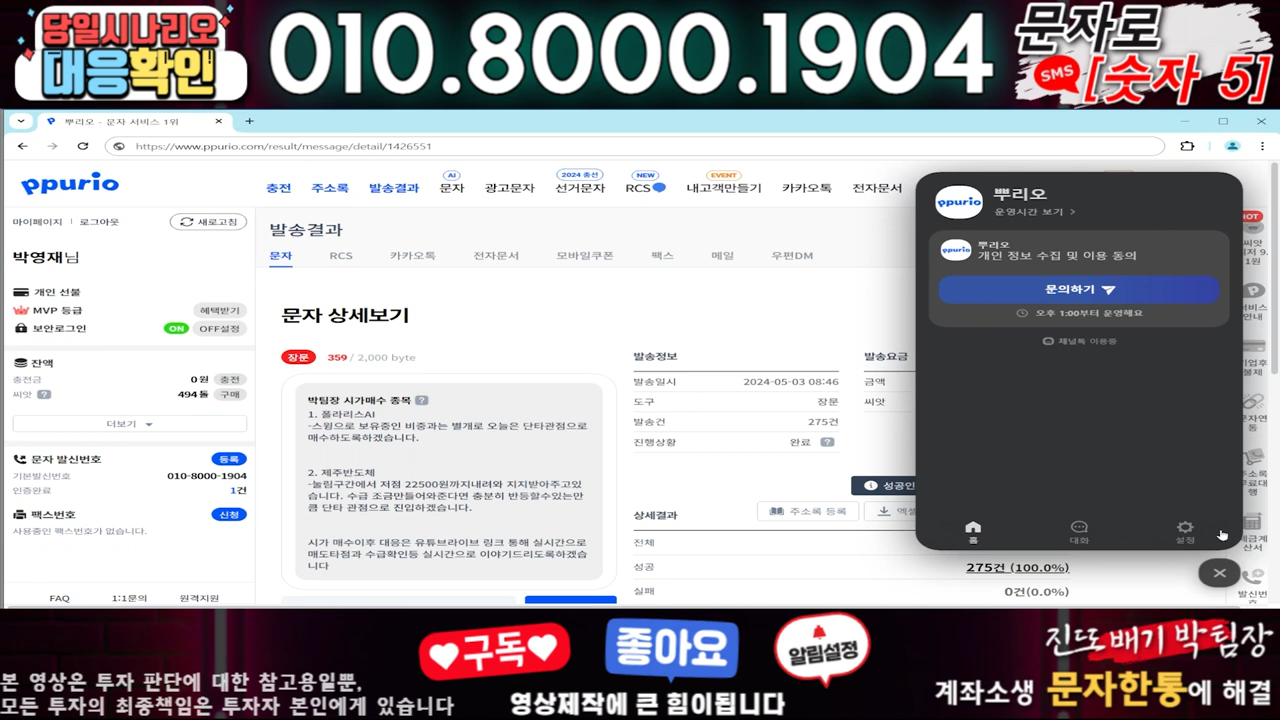 당일시나리오
대응확인
010.8000.1904
문자로
SMS
[숫자 5]
뿌리오 - 문자 서비스 1위
https://www.ppurio.com/result/message/detail/1426551
ppurio
충전
주소록
발송결과
AI
문자
광고문자
2024 총선
선거문자
NEW
RCS
EVENT
내고객만들기
카카오톡
전자문서
마이페이지
로그아웃
새로고침
박영재님
개인 선불
MVP 등급
혜택받기
보안로그인
ON
OFF설정
잔액
충전금
0원
충전
씨앗 ?
494톨
구매
더보기
문자 발신번호
등록
기본발신번호
010-8000-1904
인증완료
1건
팩스번호
신청
사용중인 팩스번호가 없습니다.
FAQ
1:1문의
원격지원
발송결과
문자
RCS
카카오톡
전자문서
모바일쿠폰
팩스
메일
우편DM
문자 상세보기
장문
359 / 2,000 byte
박팀장 시가매수 종목 ?
1. 폴라리스AI
-스윙으로 보유중인 비중과는 별개로 오늘은 단타관점으로
매수하도록하겠습니다.
2. 제주반도체
-눌림구간에서 저점 22500원까지내려와 지지받아주고있
습니다. 수급 조금만들어와준다면 충분히 반등할수있는만
큼 단타 관점으로 진입하겠습니다.
시가 매수이후 대응은 유튜브라이브 링크 통해 실시간으로
매도타점과 수급확인등 실시간으로 이야기드리도록하겠습
니다
발송정보
발송일시
2024-05-03 08:46
도구
장문
발송건
275건
진행상황
완료 ?
발송요금
금액
씨앗
성공인
상세결과
주소록 등록
엑셀
전체
성공
275건 (100.0%)
실패
0건(0.0%)
ppurio
뿌리오
운영시간 보기 >
ppurio
뿌리오
개인 정보 수집 및 이용 동의
문의하기
오후 1:00부터 운영해요
채널톡 이용중
홈
대화
설정
구독
좋아요
알림설정
영상제작에 큰 힘이됩니다
본 영상은 투자 판단에 대한 참고용일뿐,
모든 투자의 최종책임은 투자자 본인에게 있습니다
진또배기 박팀장
계좌소생 문자한통에 해결